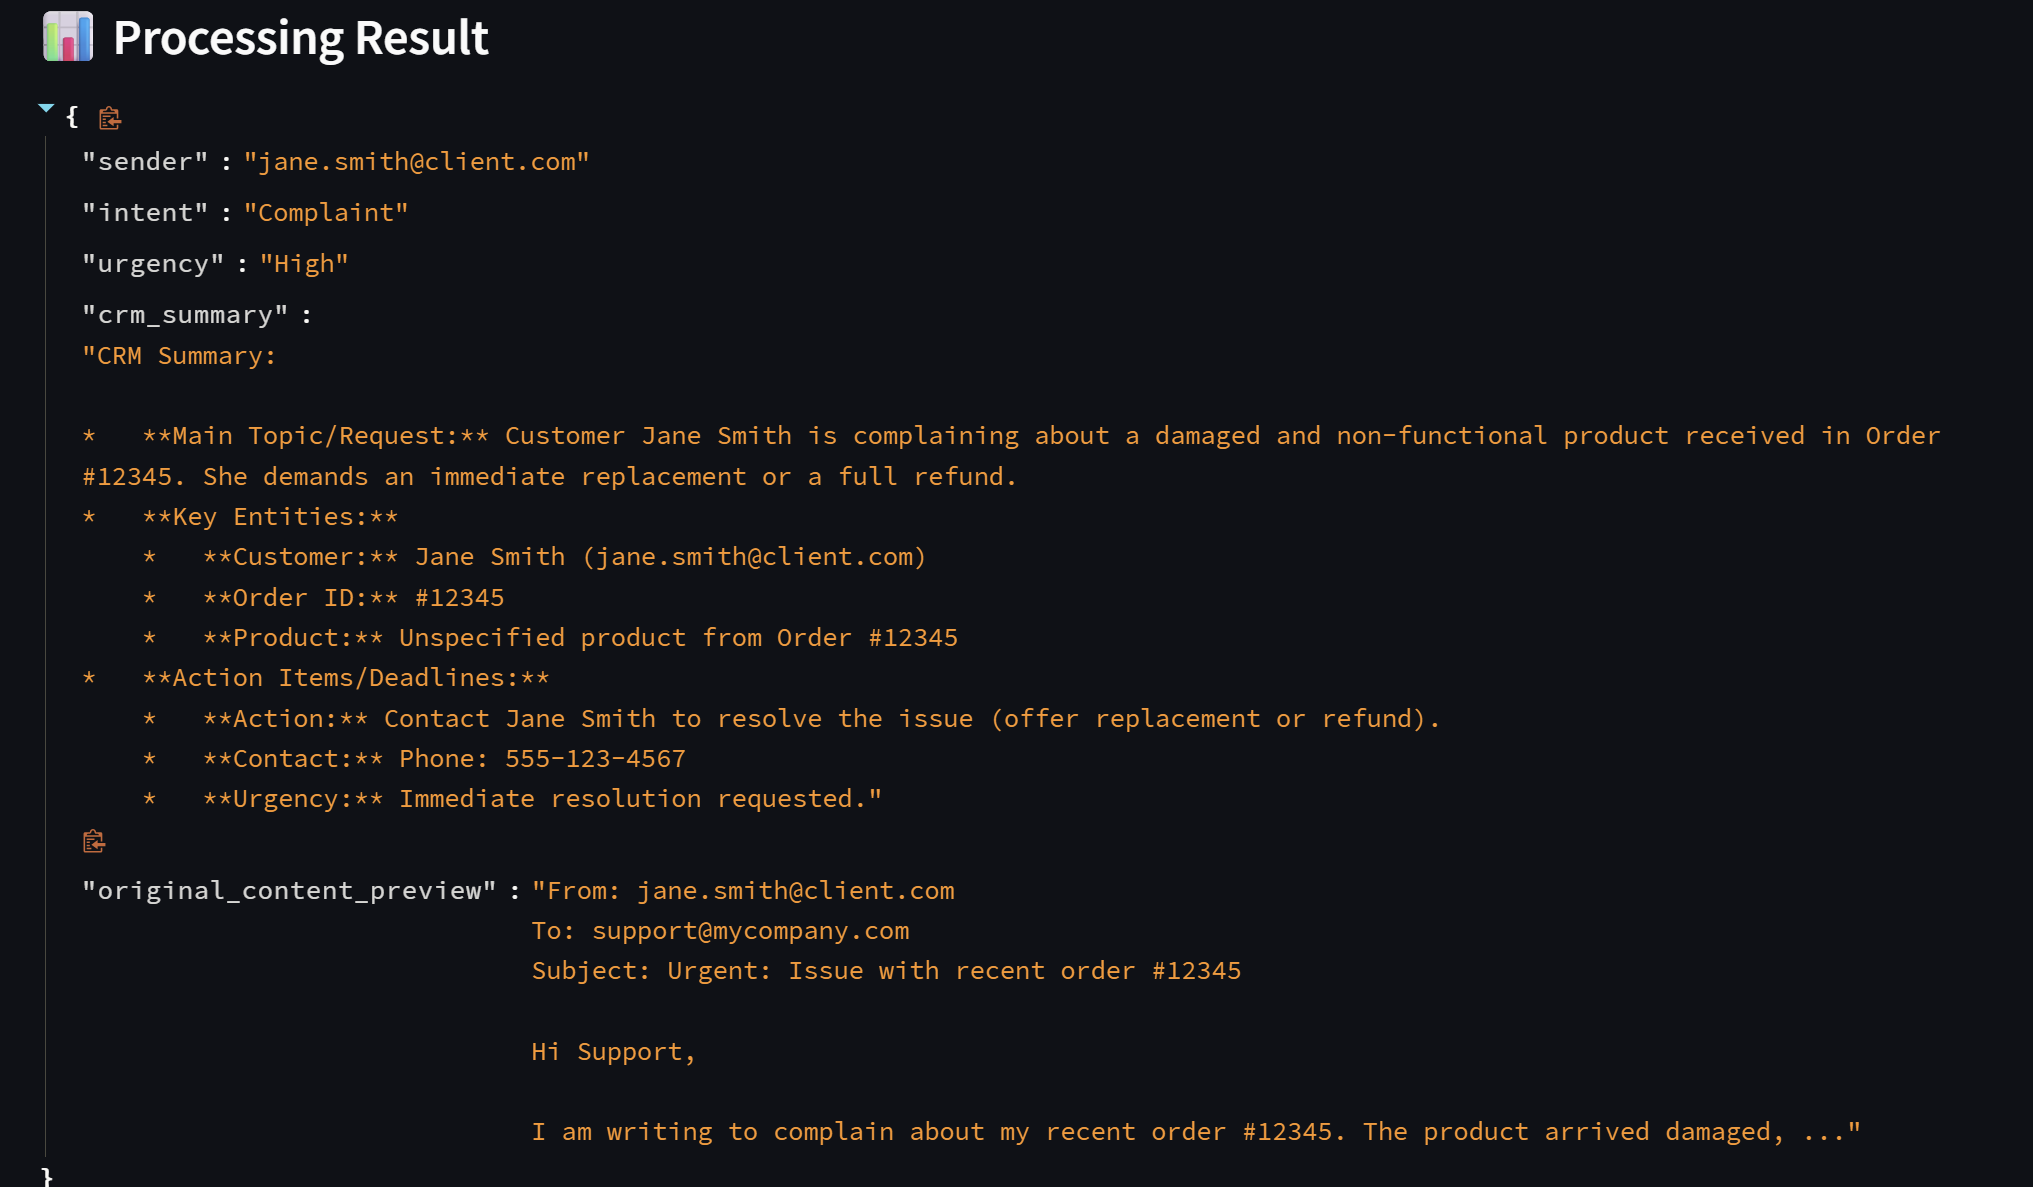 Processing Result
{
"sender" : "jane.smith@client.com"
"intent" : "Complaint"
"urgency" : "High"
"crm_summary" :
"CRM Summary:
*   **Main Topic/Request:** Customer Jane Smith is complaining about a damaged and non-functional product received in Order
#12345. She demands an immediate replacement or a full refund.
*   **Key Entities:**
    *   **Customer:** Jane Smith (jane.smith@client.com)
    *   **Order ID:** #12345
    *   **Product:** Unspecified product from Order #12345
*   **Action Items/Deadlines:**
    *   **Action:** Contact Jane Smith to resolve the issue (offer replacement or refund).
    *   **Contact:** Phone: 555-123-4567
    *   **Urgency:** Immediate resolution requested."
"original_content_preview" : "From: jane.smith@client.com
To: support@mycompany.com
Subject: Urgent: Issue with recent order #12345
Hi Support,
I am writing to complain about my recent order #12345. The product arrived damaged, ..."
}